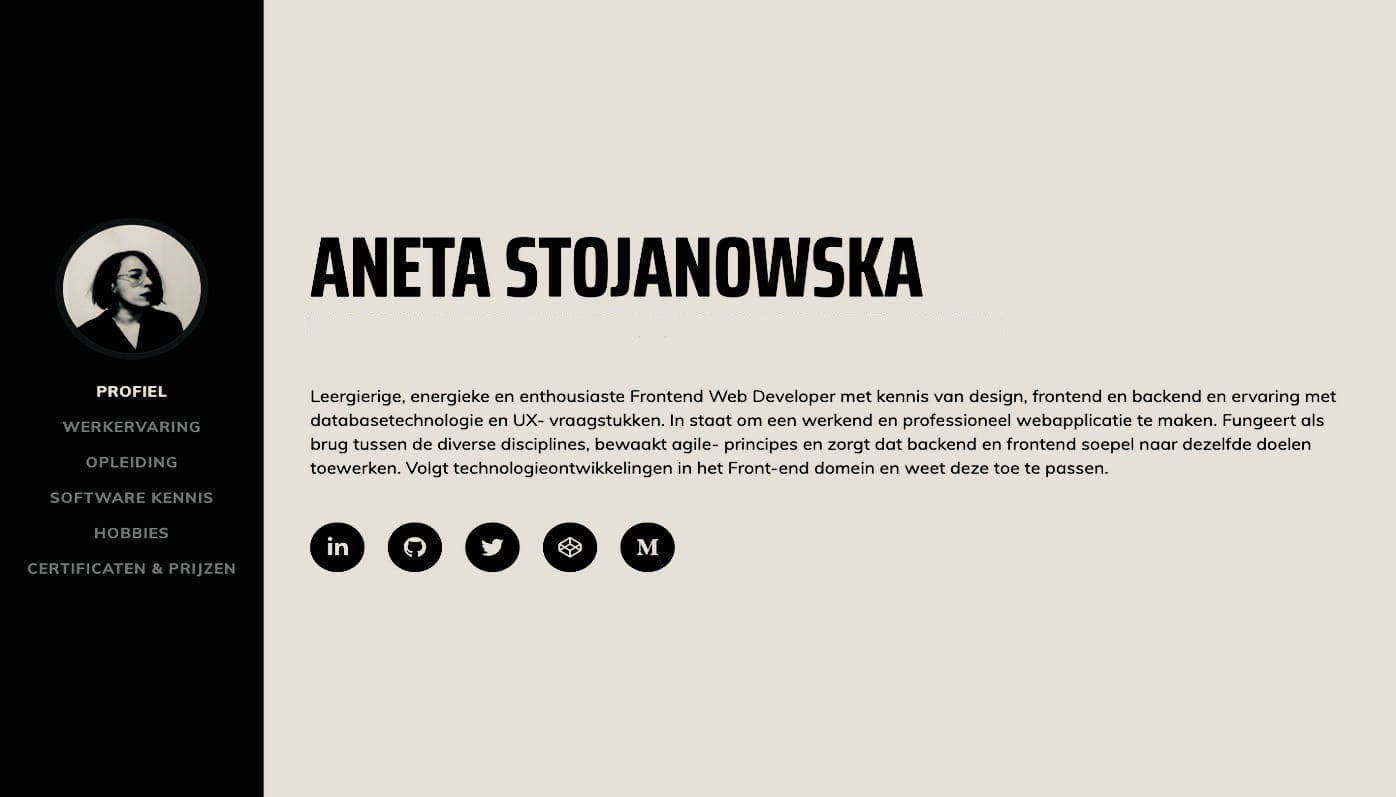 PROFIEL
WERKERVARING
OPLEIDING
SOFTWARE KENNIS
HOBBIES
CERTIFICATEN & PRIJZEN
ANETA STOJANOWSKA
Leergierige, energieke en enthousiaste Frontend Web Developer met kennis van design, frontend en backend en ervaring met
databasetechnologie en UX- vraagstukken. In staat om een werkend en professioneel webapplicatie te maken. Fungeert als
brug tussen de diverse disciplines, bewaakt agile- principes en zorgt dat backend en frontend soepel naar dezelfde doelen
toewerken. Volgt technologieontwikkelingen in het Front-end domein en weet deze toe te passen.
in
M